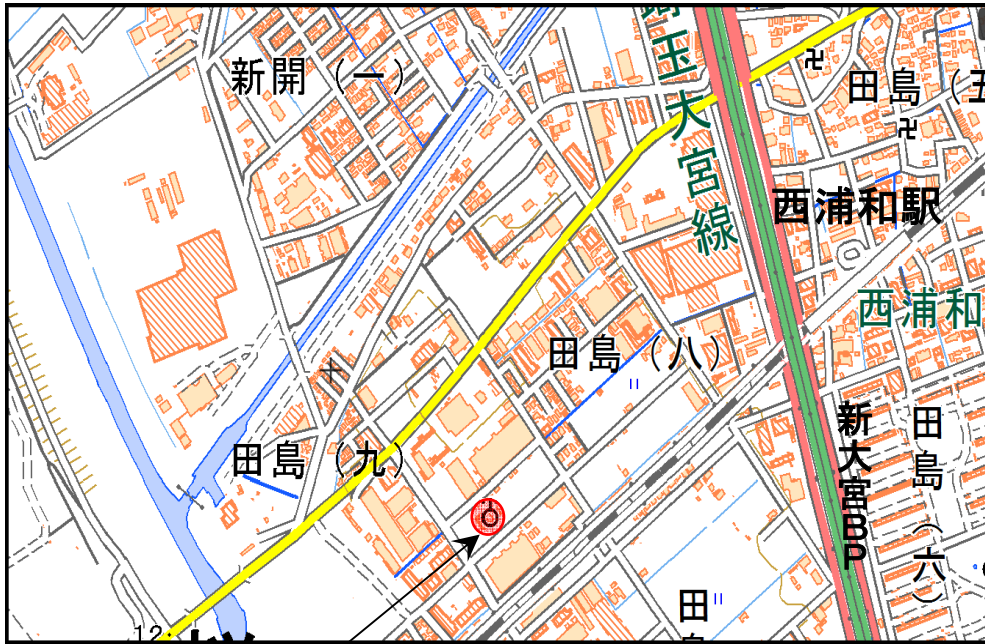 新開（一）
玉大宮線
田島（五
西浦和駅
西浦和
田島（八）
田島（九）
新大宮BP
田島（六）
田
12.